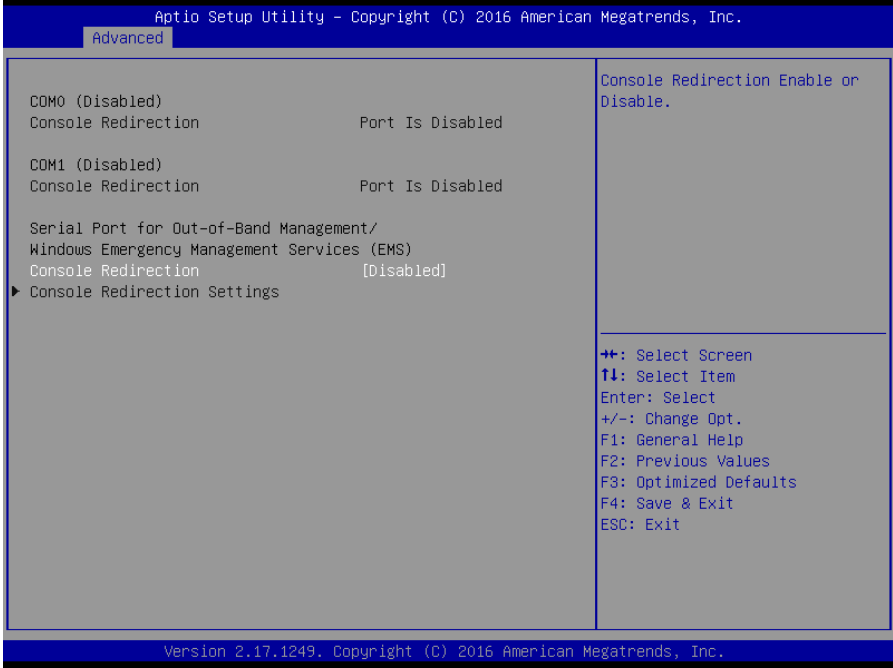 Aptio Setup Utility – Copyright (C) 2016 American Megatrends, Inc.
Advanced
COM0 (Disabled)
Console Redirection Port Is Disabled
COM1 (Disabled)
Console Redirection Port Is Disabled
Serial Port for Out-of-Band Management/
Windows Emergency Management Services (EMS)
Console Redirection [Disabled]
▶ Console Redirection Settings
Console Redirection Enable or
Disable.
→←: Select Screen
↑↓: Select Item
Enter: Select
+/-: Change Opt.
F1: General Help
F2: Previous Values
F3: Optimized Defaults
F4: Save & Exit
ESC: Exit
Version 2.17.1249. Copyright (C) 2016 American Megatrends, Inc.